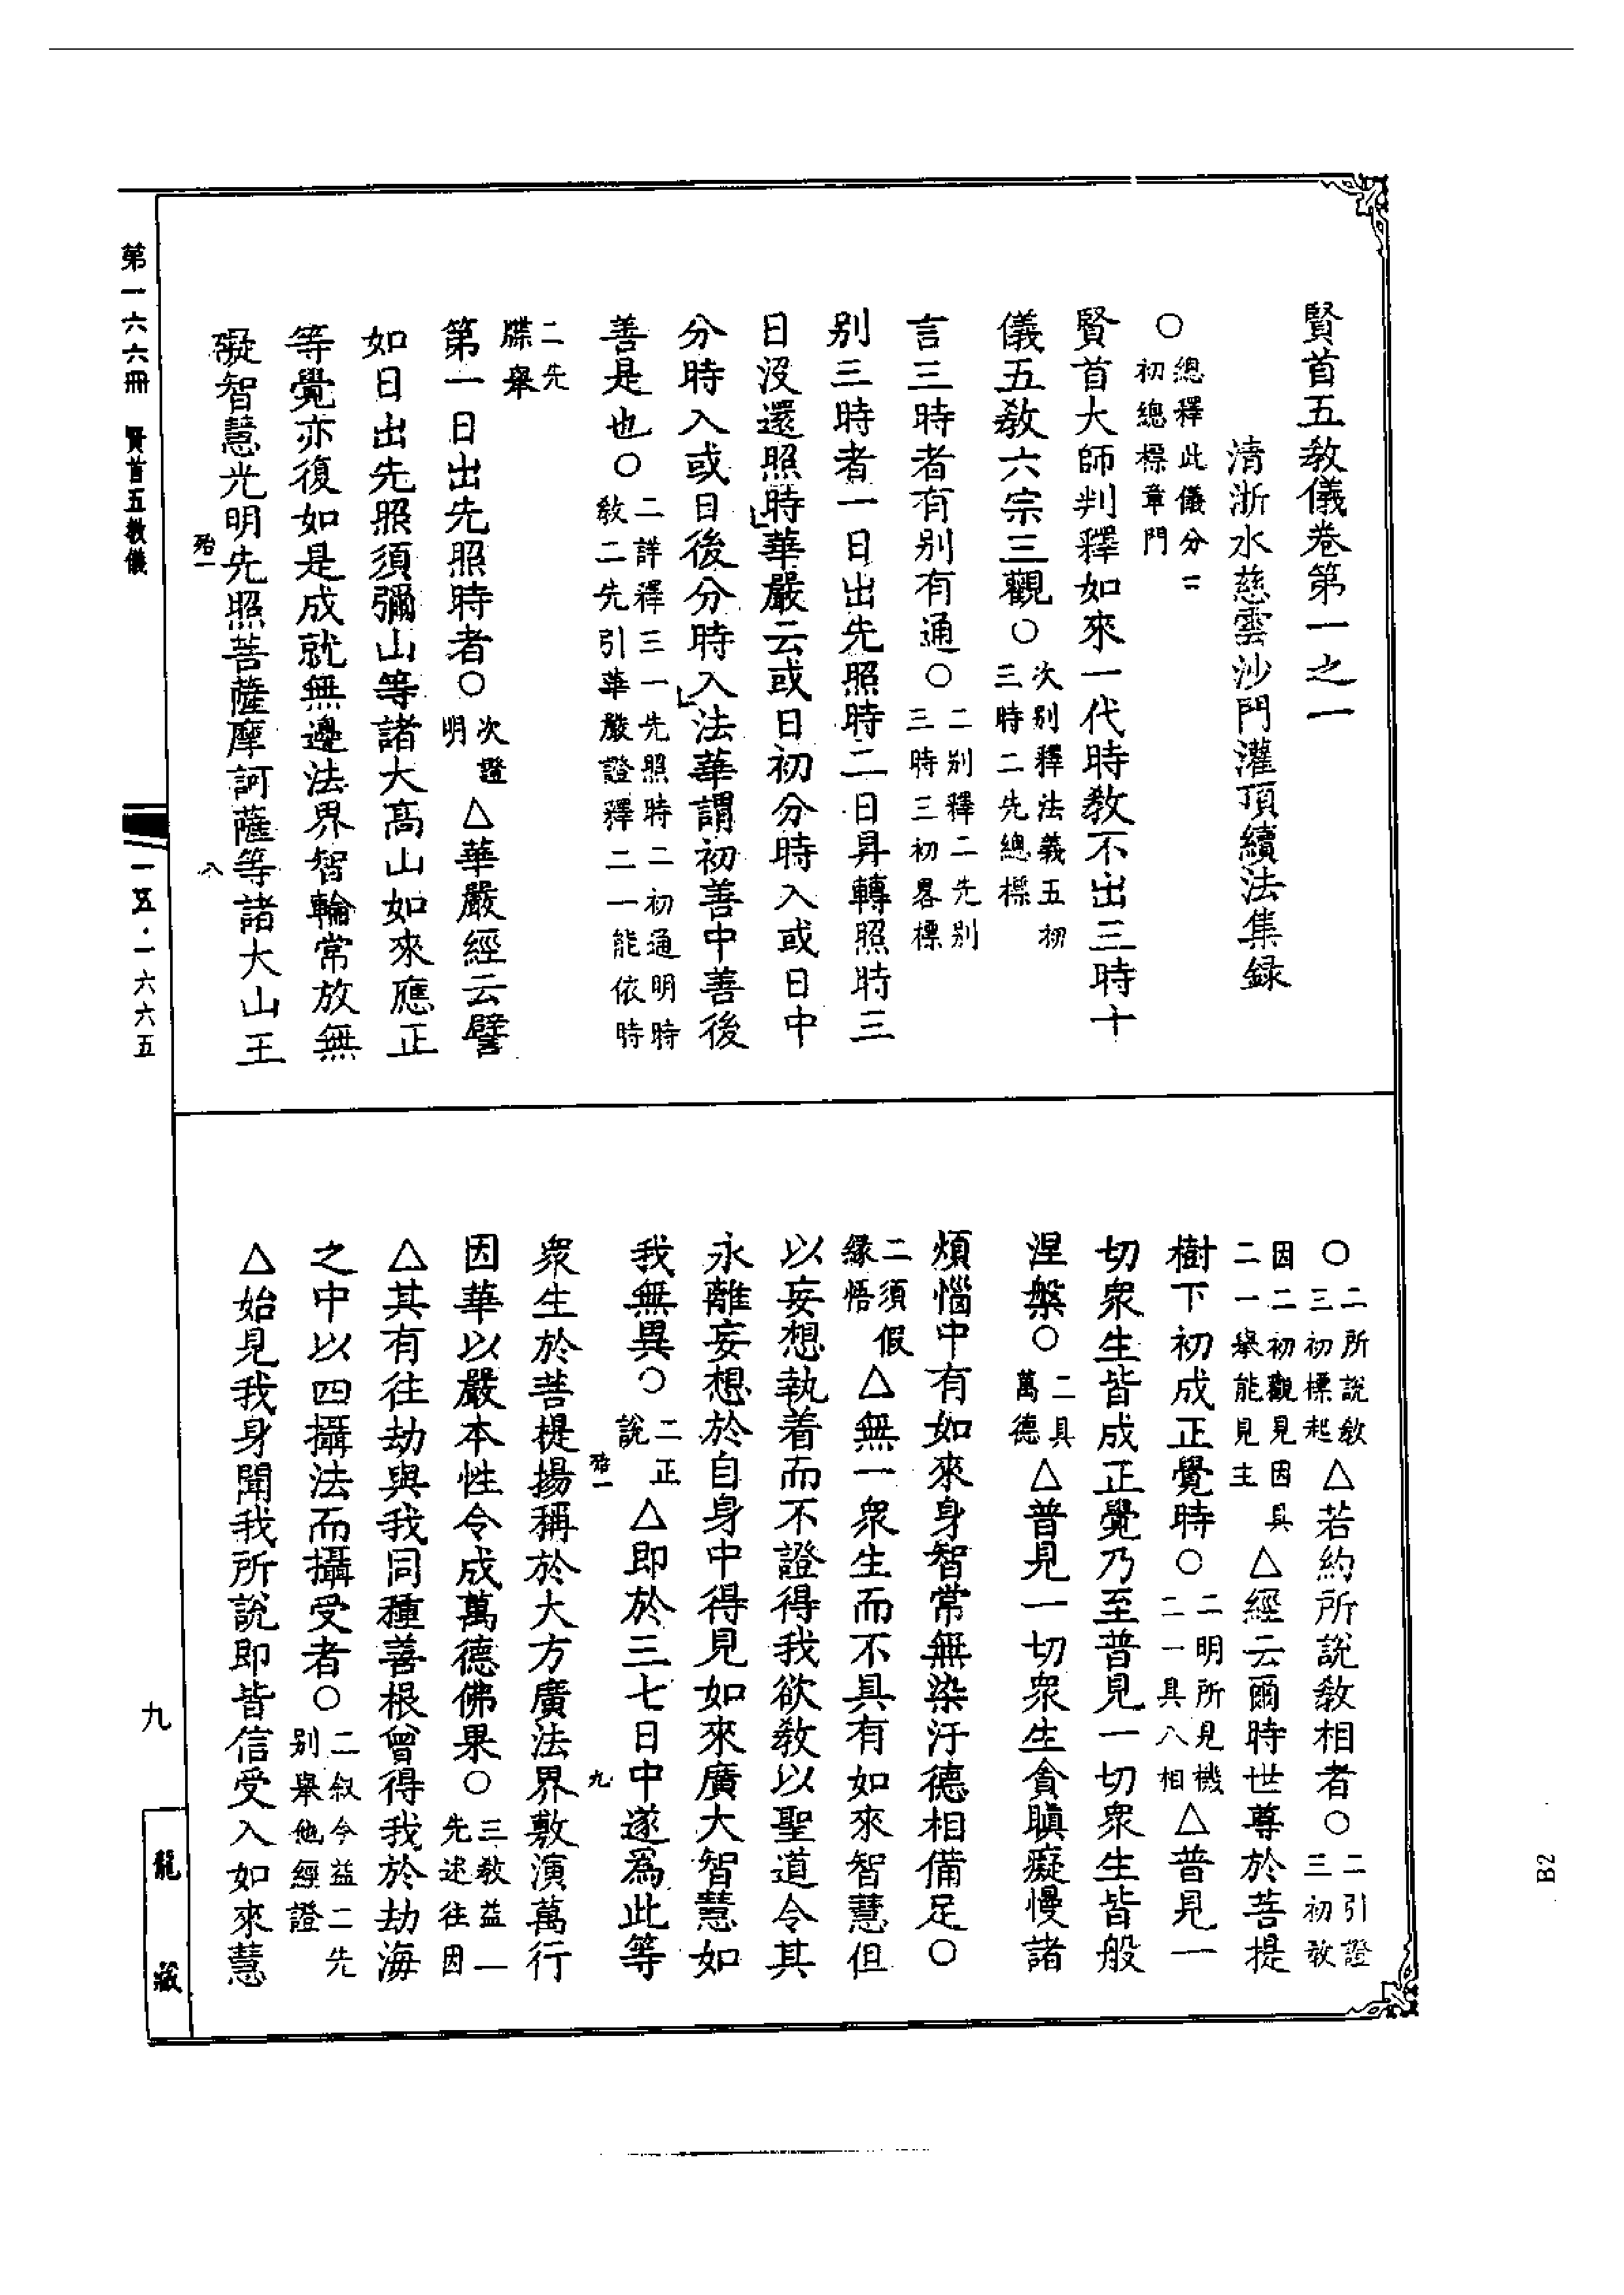 賢首五教儀卷第一之一
清浙水慈雲沙門灌頂續法集録
○總釋此儀分二初總標章門
賢首大師判釋如來一代時教不出三時十
儀五教六宗三觀○次别釋法義五初三時二先總標
言三時者有别有通○二别釋二先别三時三初畧標
别三時者一日出先照時二日昇轉照時三
日没還照時華嚴云或日初分時入或日中
分時入或日後分時入法華謂初善中善後
善是也○二詳釋三一先照時二初通明時教二先引華嚴證釋二一能依時
二先牒舉
第一日出先照時者○次證明△華嚴經云譬
如日出先照須彌山等諸大高山如來應正
等覺亦復如是成就無邊法界智輪常放無
礙智慧光明先照菩薩摩訶薩等諸大山王
○二所說教三初標起△若約所說教相者○二引證三初教
因二初觀見因二一舉能見主具△經云爾時世尊於菩提
樹下初成正覺時○二明所見機二一具八相△普見一
切衆生皆成正覺乃至普見一切衆生皆般
涅槃○二具萬德△普見一切衆生貪瞋癡慢諸
煩惱中有如來身智常無染汙德相備足○
二須假緣悟△無一衆生而不具有如來智慧但
以妄想執着而不證得我欲教以聖道令其
永離妄想於自身中得見如來廣大智慧如
我無異○二正說△即於三七日中遂爲此等
衆生於菩提揚稱於大方廣法界敷演萬行
因華以嚴本性令成萬德佛果○三教益一先述往因
△其有往劫與我同種善根曾得我於劫海
之中以四攝法而攝受者○二叙今益二先别舉他經證
△始見我身聞我所說即皆信受入如來慧
殆一
八
殆一
九
第一六六冊 賢首五教儀
一五·一六六五
九
龍藏
B2